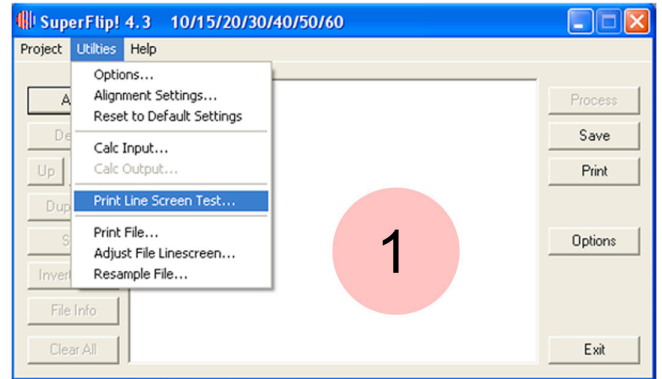 SuperFlip! 4.3 10/15/20/30/40/50/60
Project Utilties Help
Options...
Alignment Settings...
Reset to Default Settings
Calc Input...
Calc Output...
Print Line Screen Test...
Print File...
Adjust File Linescreen...
Resample File...
Up
File Info
Clear All
1
Process
Save
Print
Options
Exit